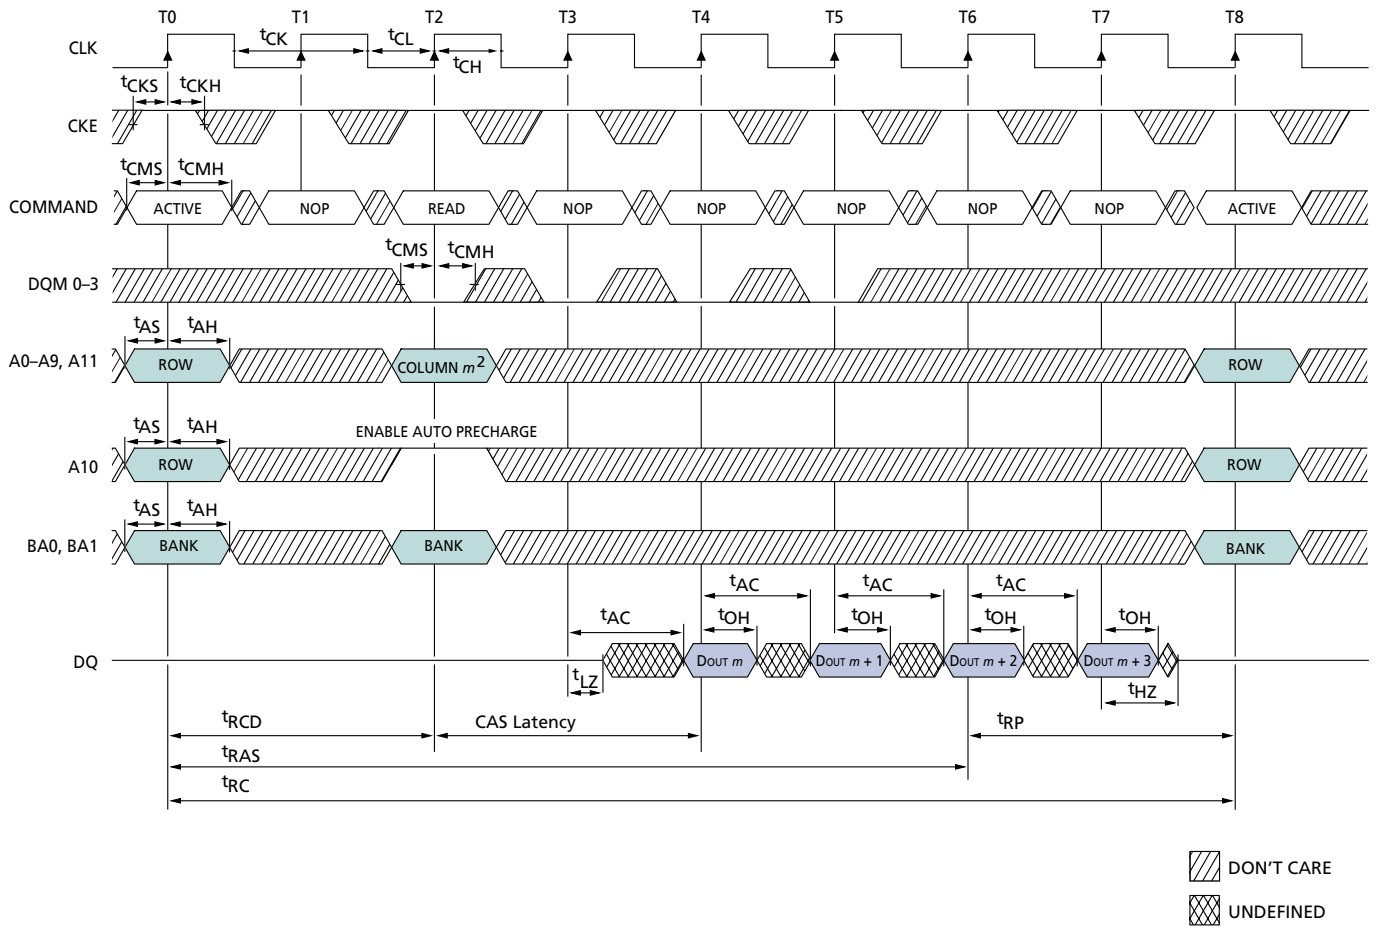 T0 T1 T2 T3 T4 T5 T6 T7 T8
CLK
tCK tCL
tCH
tCKS tCKH
CKE
tCMS tCMH
COMMAND ACTIVE NOP READ NOP NOP NOP NOP NOP ACTIVE
tCMS tCMH
DQM 0–3
tAS tAH
A0–A9, A11 ROW COLUMN m2 ROW
tAS tAH
ENABLE AUTO PRECHARGE
A10 ROW ROW
tAS tAH
BA0, BA1 BANK BANK BANK
tAC tAC tAC
tAC tOH tOH tOH tOH
DQ DOUT m DOUT m + 1 DOUT m + 2 DOUT m + 3
tLZ tHZ
tRCD CAS Latency tRP
tRAS
tRC
DON'T CARE
UNDEFINED